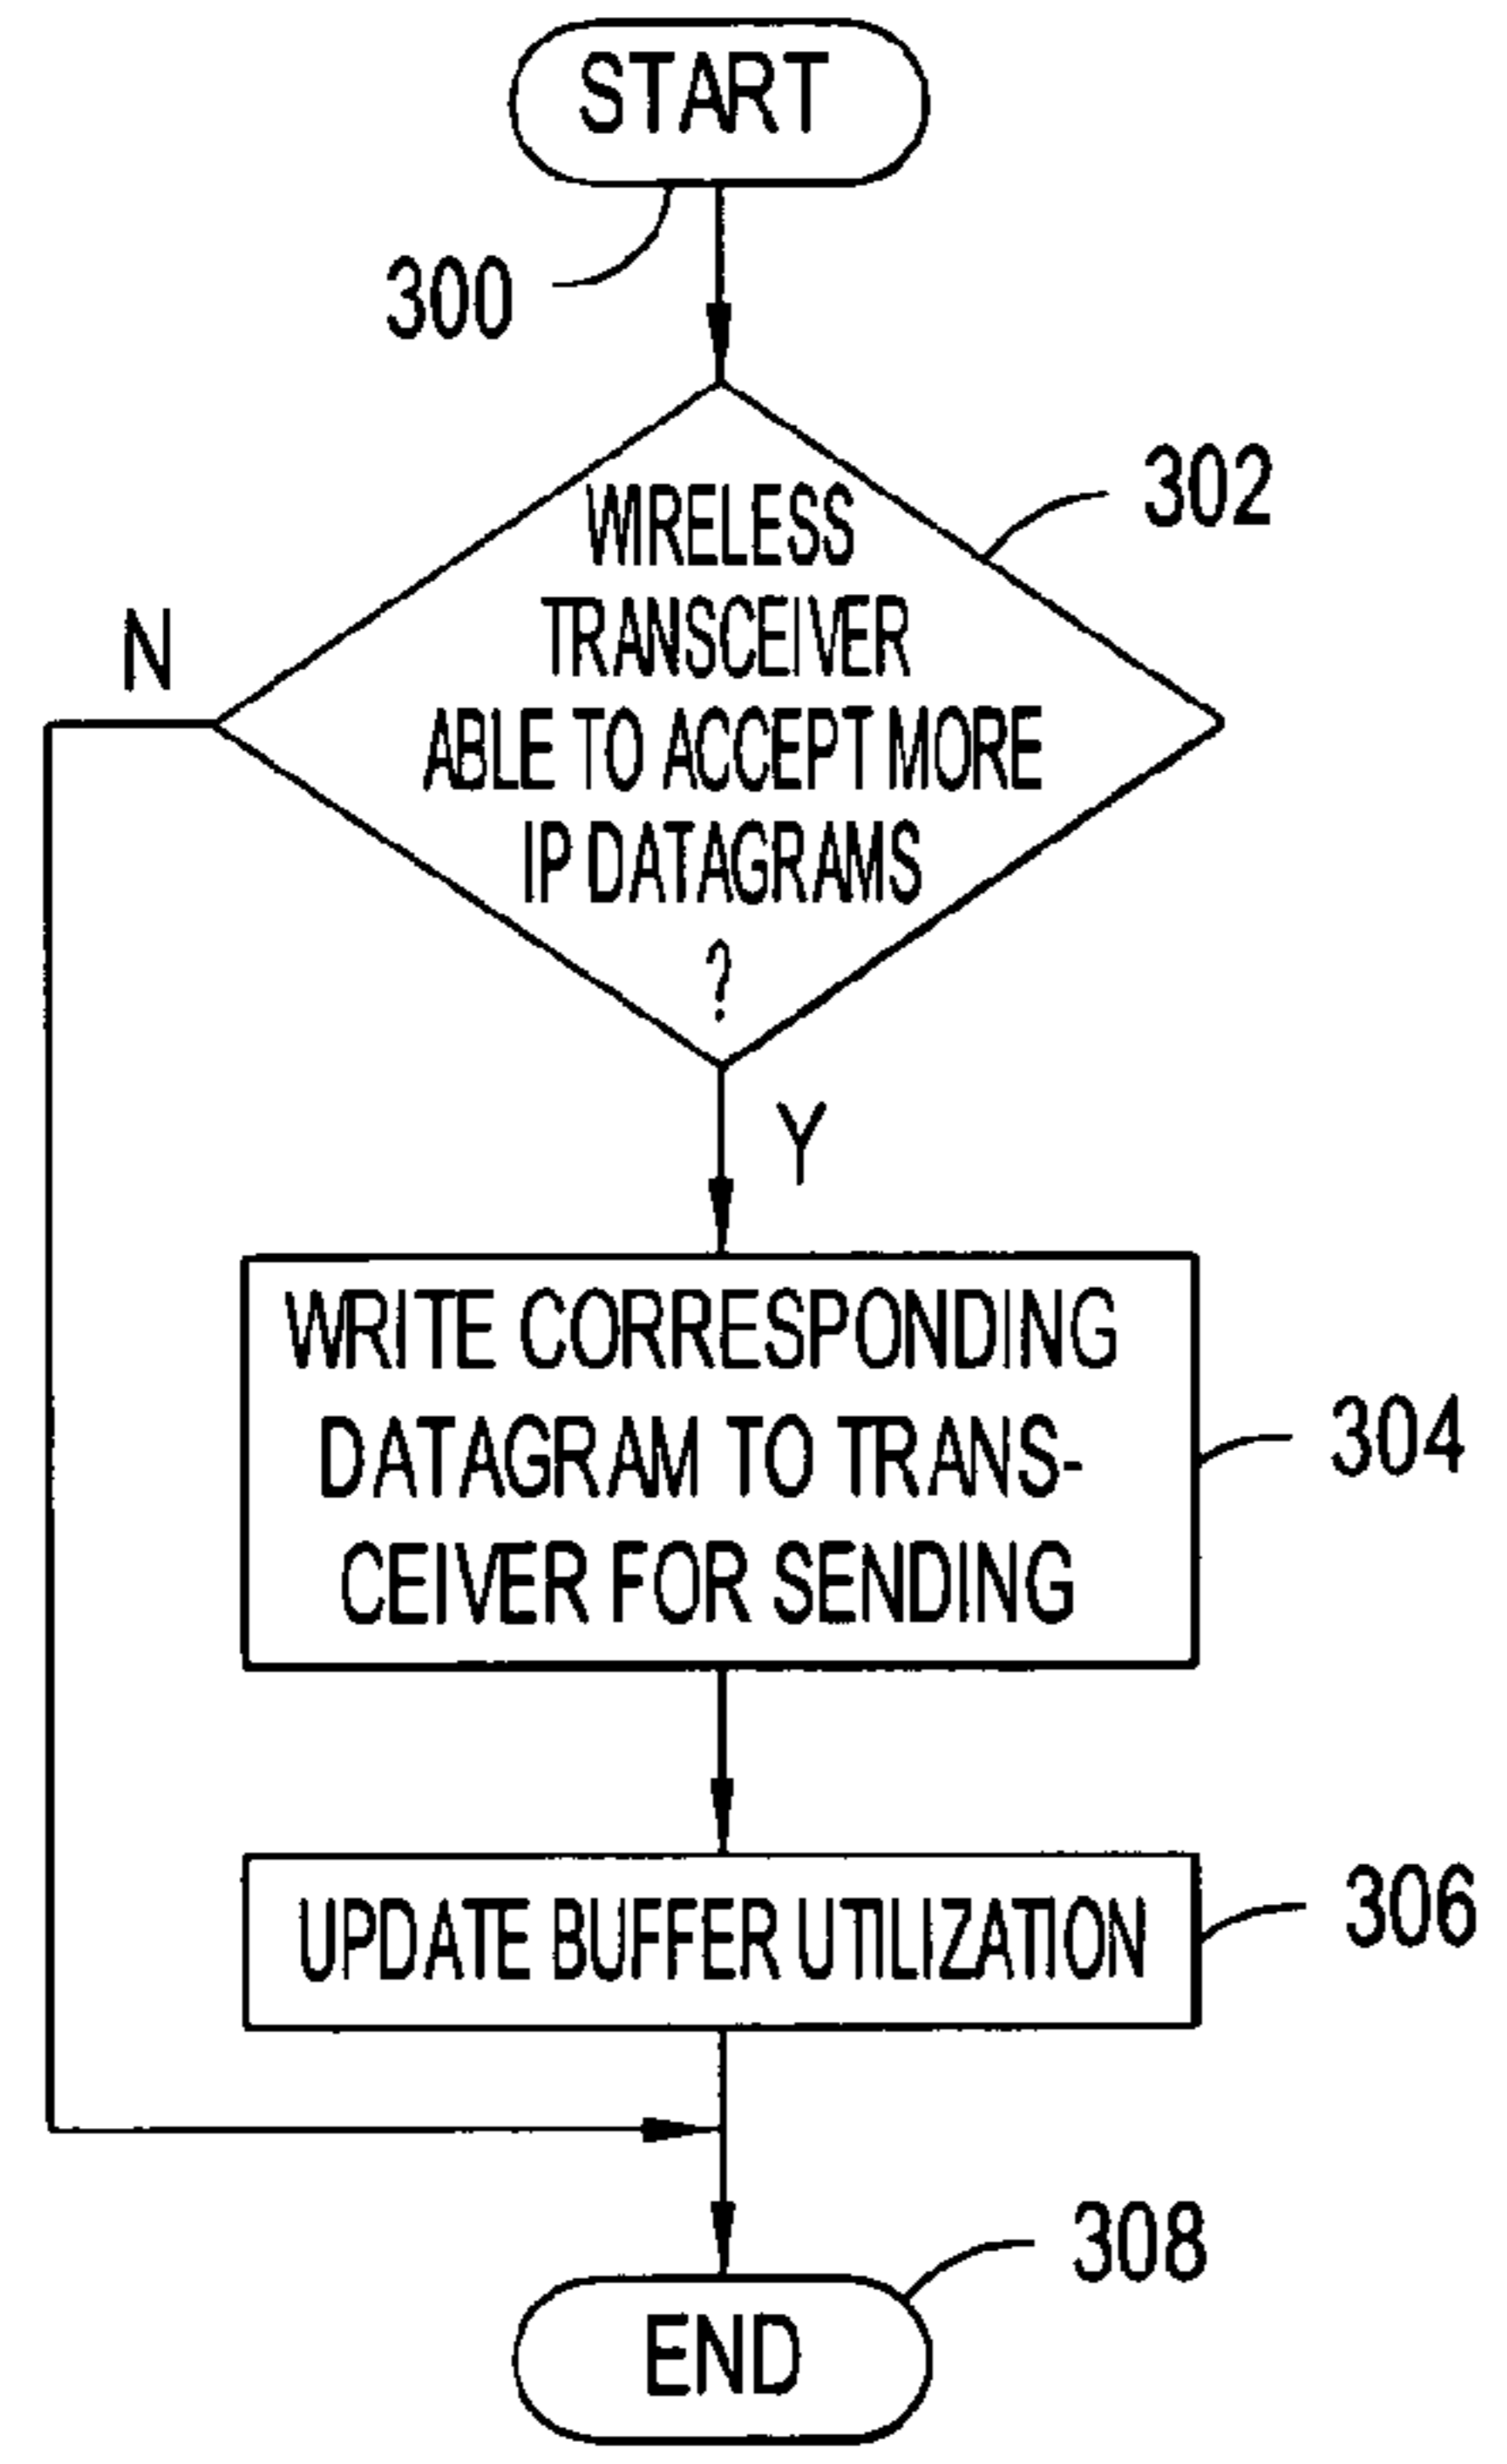 START
300
WIRELESS
302
TRANSCEIVER
N
ABLE TO ACCEPT MORE
IP DATAGRAMS
?
Y
WRITE CORRESPONDING
DATAGRAM TO TRANS-
304
CEIVER FOR SENDING
UPDATE BUFFER UTILIZATION
306
308
END